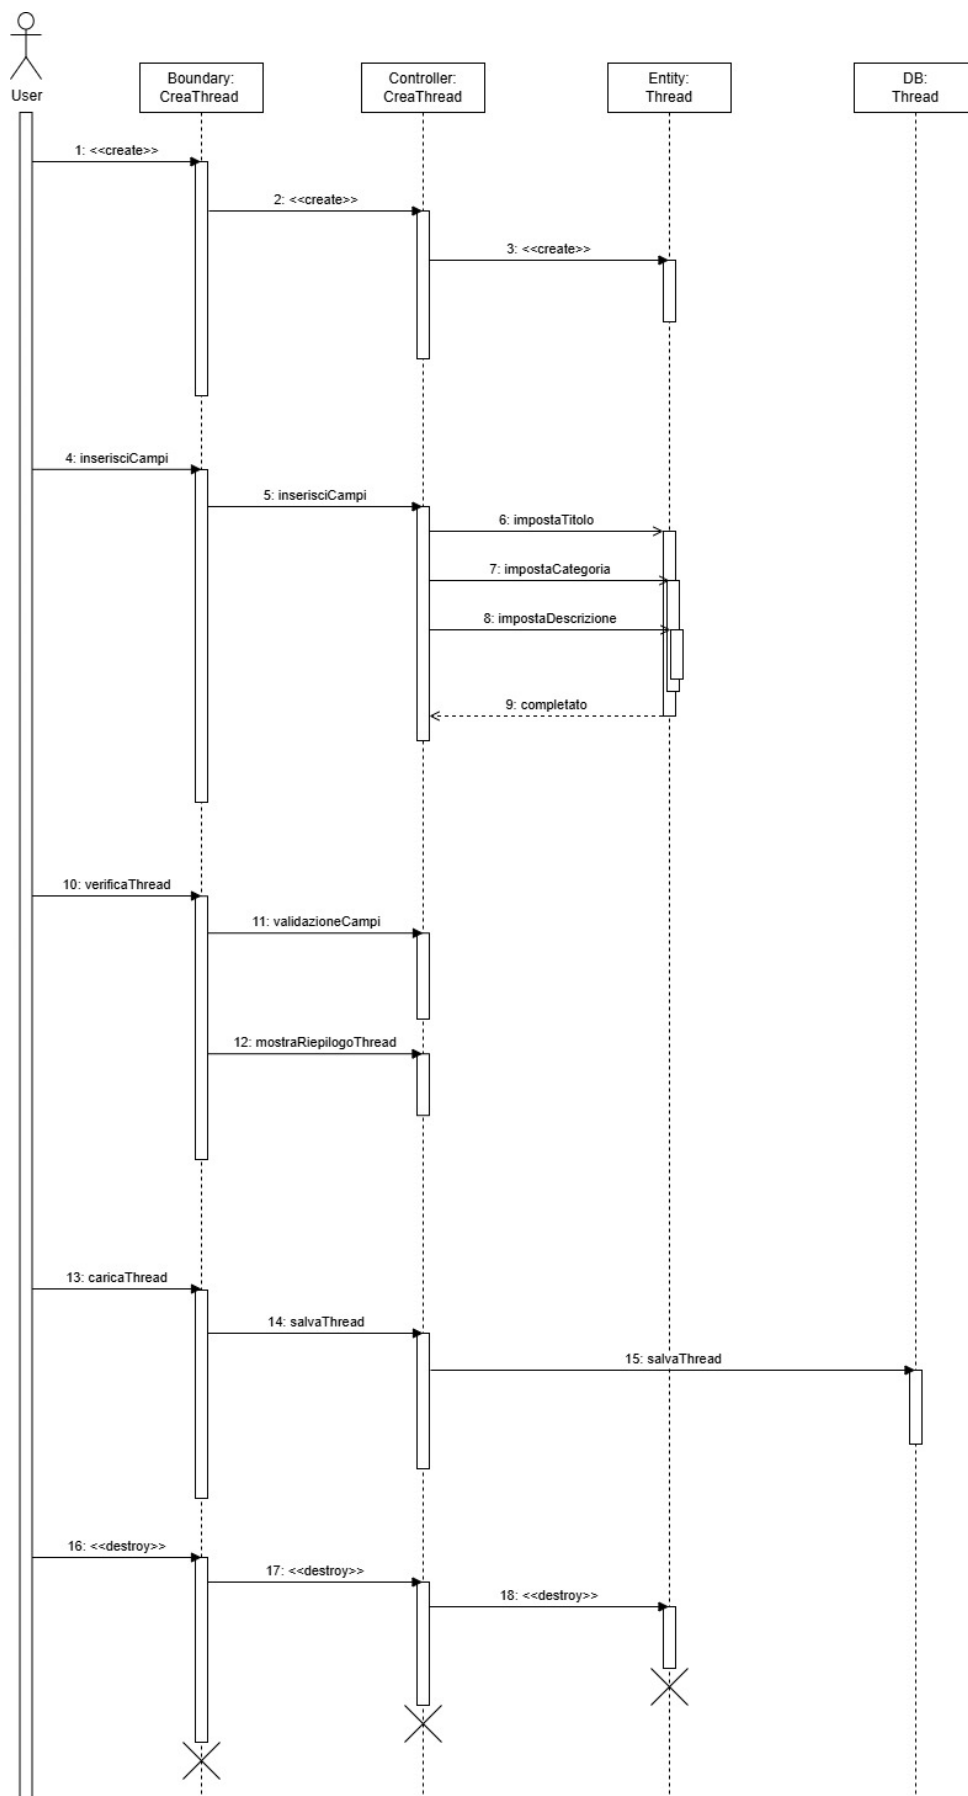 User
Boundary:
CreaThread
Controller:
CreaThread
Entity:
Thread
DB:
Thread
1: <<create>>
2: <<create>>
3: <<create>>
4: inserisciCampi
5: inserisciCampi
6: impostaTitolo
7: impostaCategoria
8: impostaDescrizione
9: completato
10: verificaThread
11: validazioneCampi
12: mostraRiepilogoThread
13: caricaThread
14: salvaThread
15: salvaThread
16: <<destroy>>
17: <<destroy>>
18: <<destroy>>